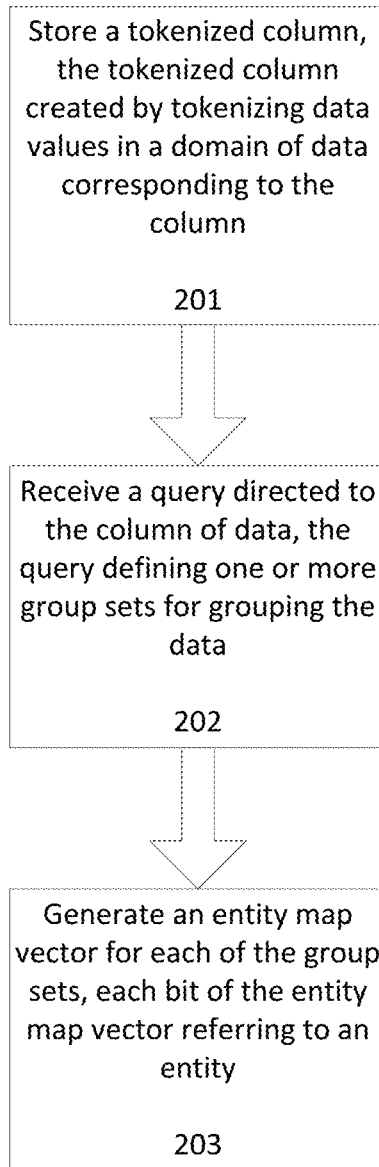 Store a tokenized column,
the tokenized column
created by tokenizing data
values in a domain of data
corresponding to the
column
201
Receive a query directed to
the column of data, the
query defining one or more
group sets for grouping the
data
202
Generate an entity map
vector for each of the group
sets, each bit of the entity
map vector referring to an
entity
203